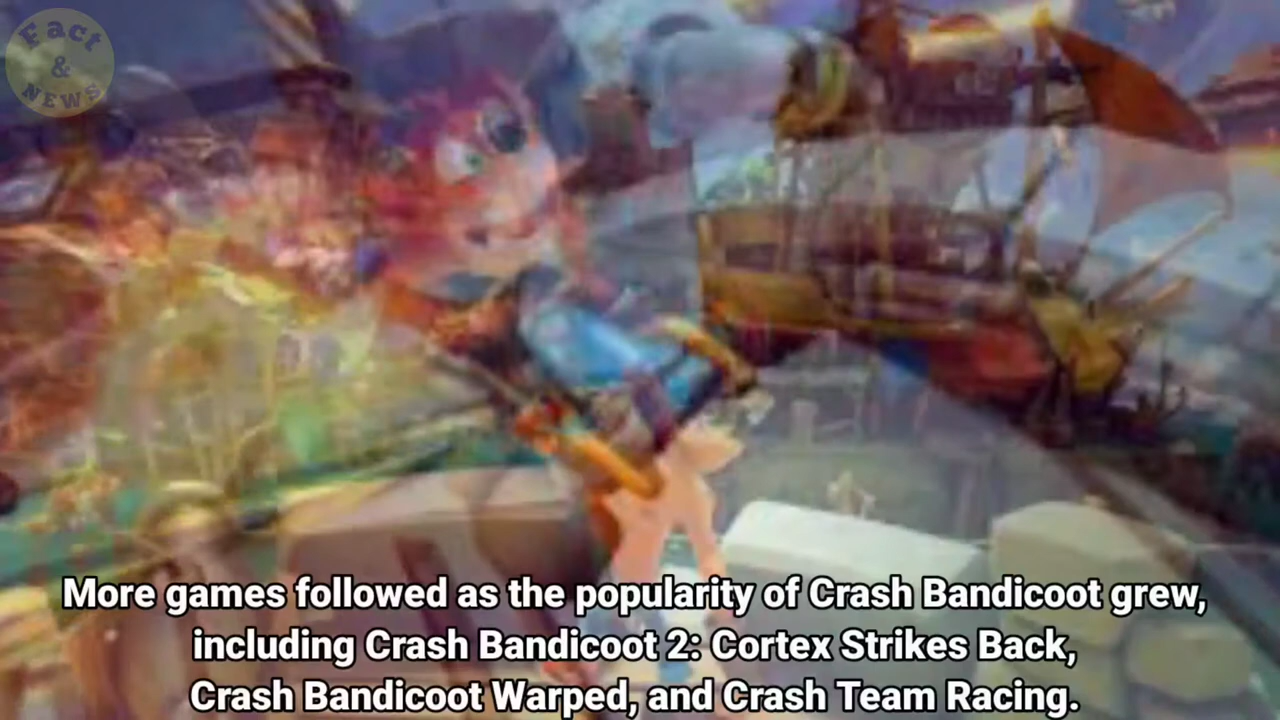 Fact
&
NEWS
More games followed as the popularity of Crash Bandicoot grew,
including Crash Bandicoot 2: Cortex Strikes Back,
Crash Bandicoot Warped, and Crash Team Racing.